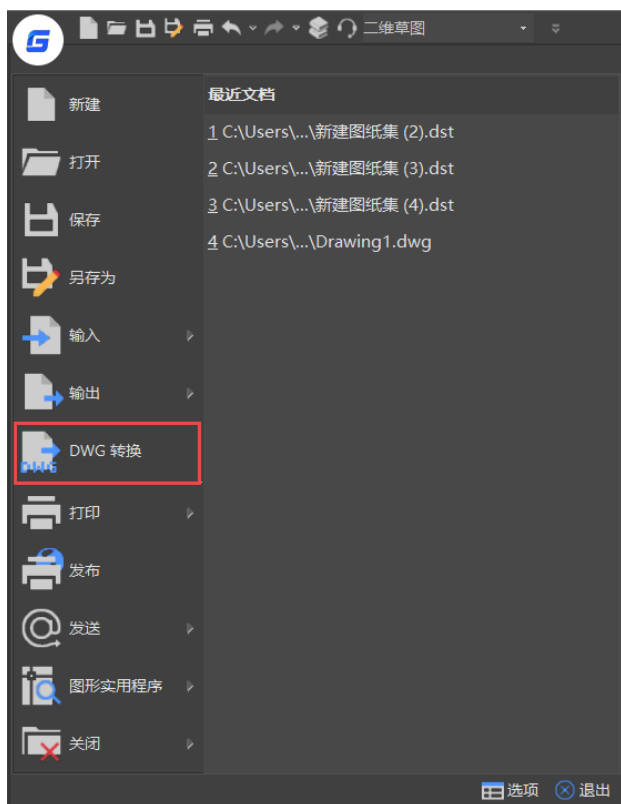 二维草图
新建
打开
保存
另存为
输入
输出
DWG 转换
打印
发布
发送
图形实用程序
关闭
最近文档
1 C:\Users\...\新建图纸集 (2).dst
2 C:\Users\...\新建图纸集 (3).dst
3 C:\Users\...\新建图纸集 (4).dst
4 C:\Users\...\Drawing1.dwg
选项
退出